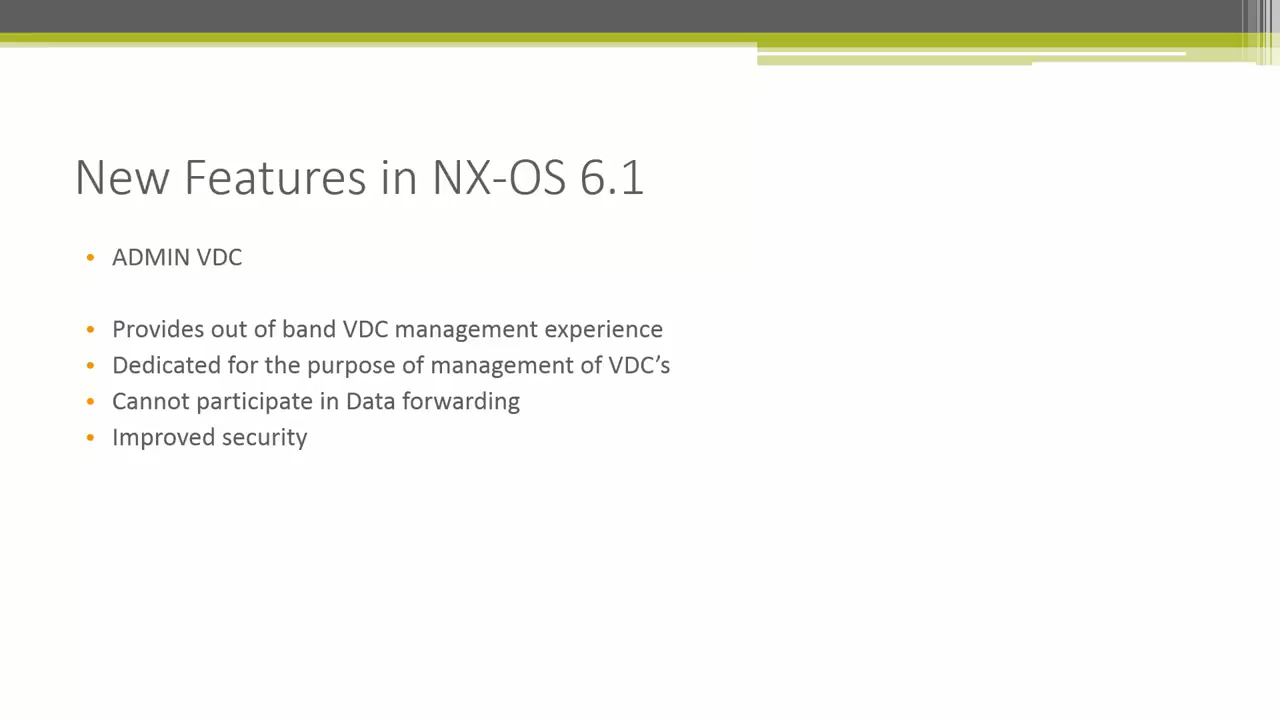 New Features in NX-OS 6.1
• ADMIN VDC
• Provides out of band VDC management experience
• Dedicated for the purpose of management of VDC’s
• Cannot participate in Data forwarding
• Improved security